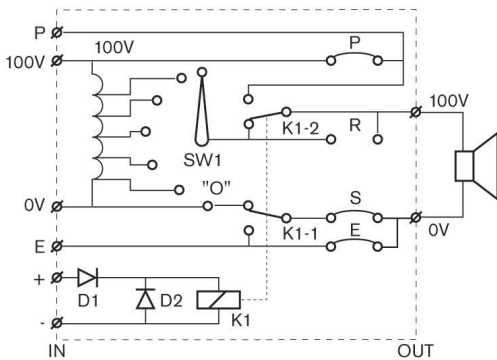 P
100V
100V
P
100V
K1-2
R
SW1
"O"
S
0V
0V
K1-1
E
E
+
D1
D2
K1
-
IN
OUT